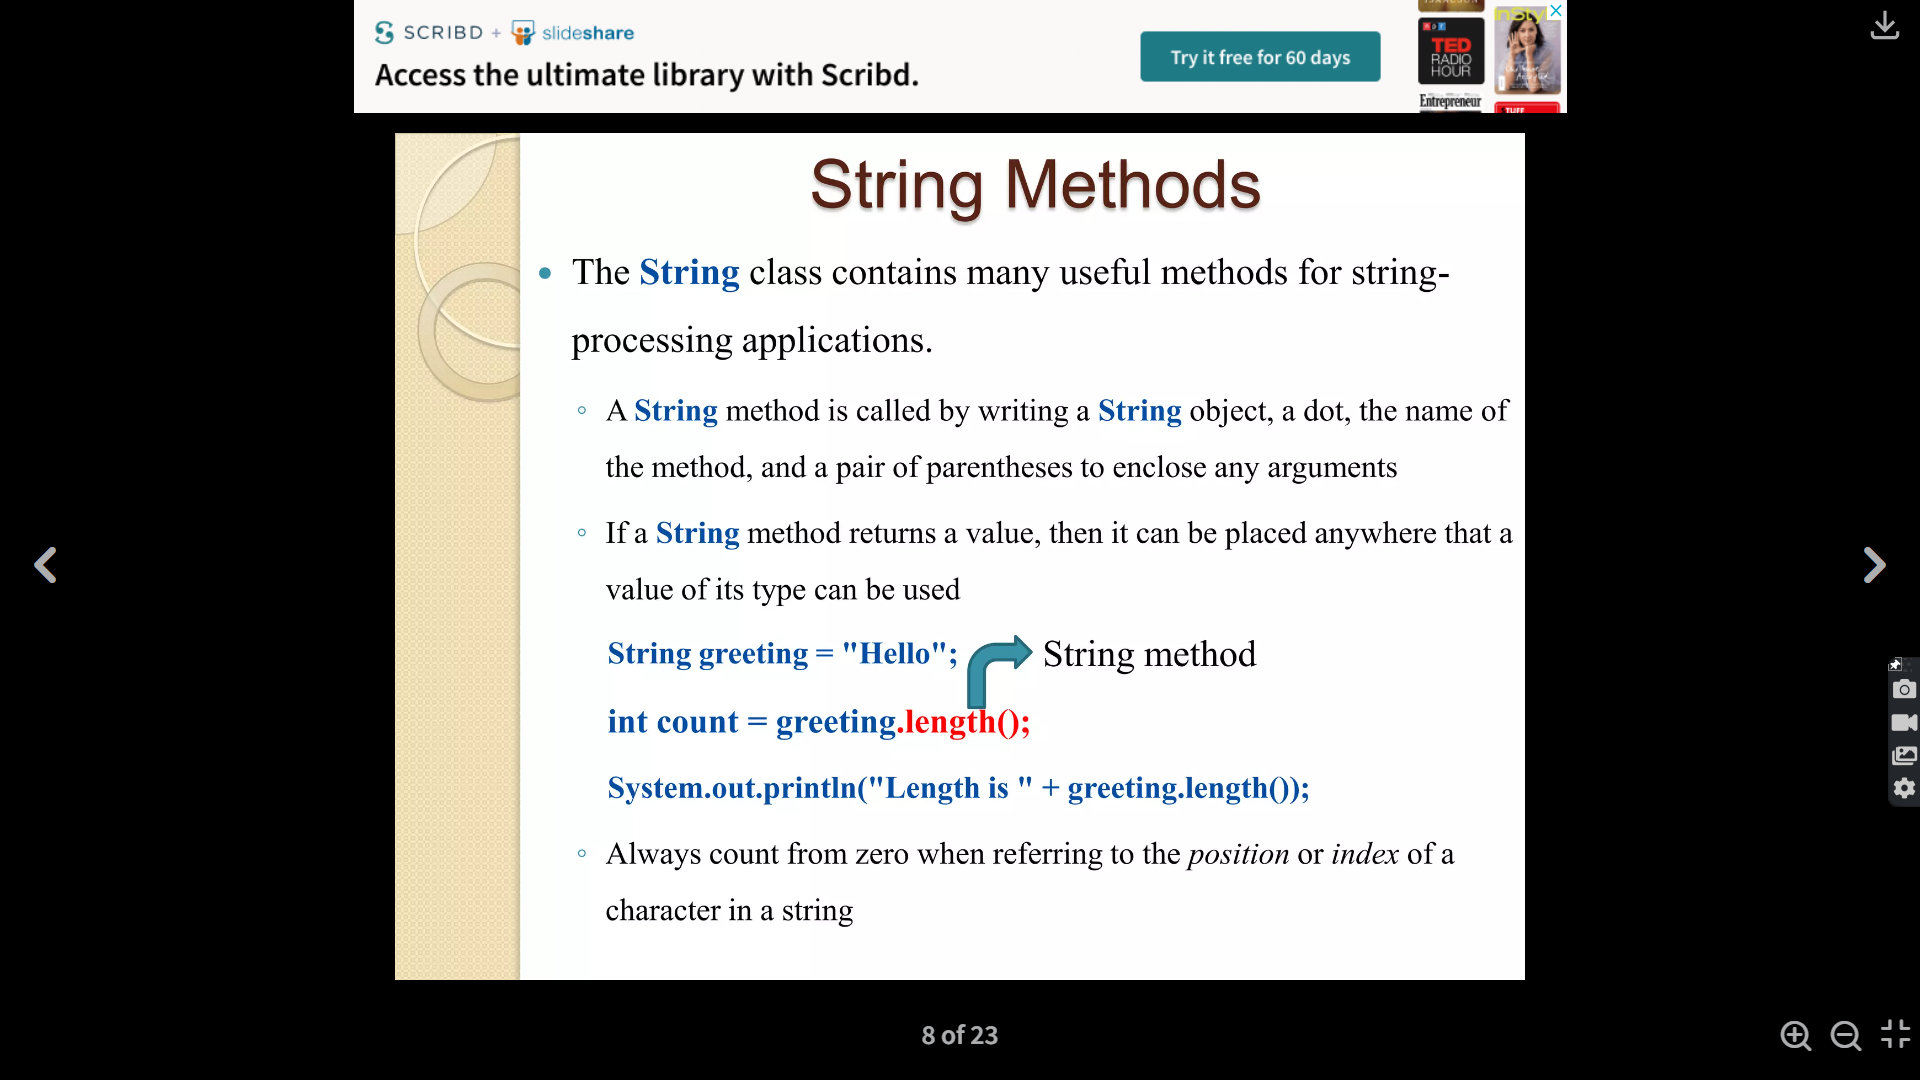 SCRIBD + slideshare
Access the ultimate library with Scribd.
Try it free for 60 days
TED
RADIO
HOUR
InStyl
Entrepreneur
String Methods
• The String class contains many useful methods for string-
processing applications.
◦ A String method is called by writing a String object, a dot, the name of
the method, and a pair of parentheses to enclose any arguments
◦ If a String method returns a value, then it can be placed anywhere that a
value of its type can be used
String greeting = "Hello"; String method
int count = greeting.length();
System.out.println("Length is " + greeting.length());
◦ Always count from zero when referring to the position or index of a
character in a string
8 of 23